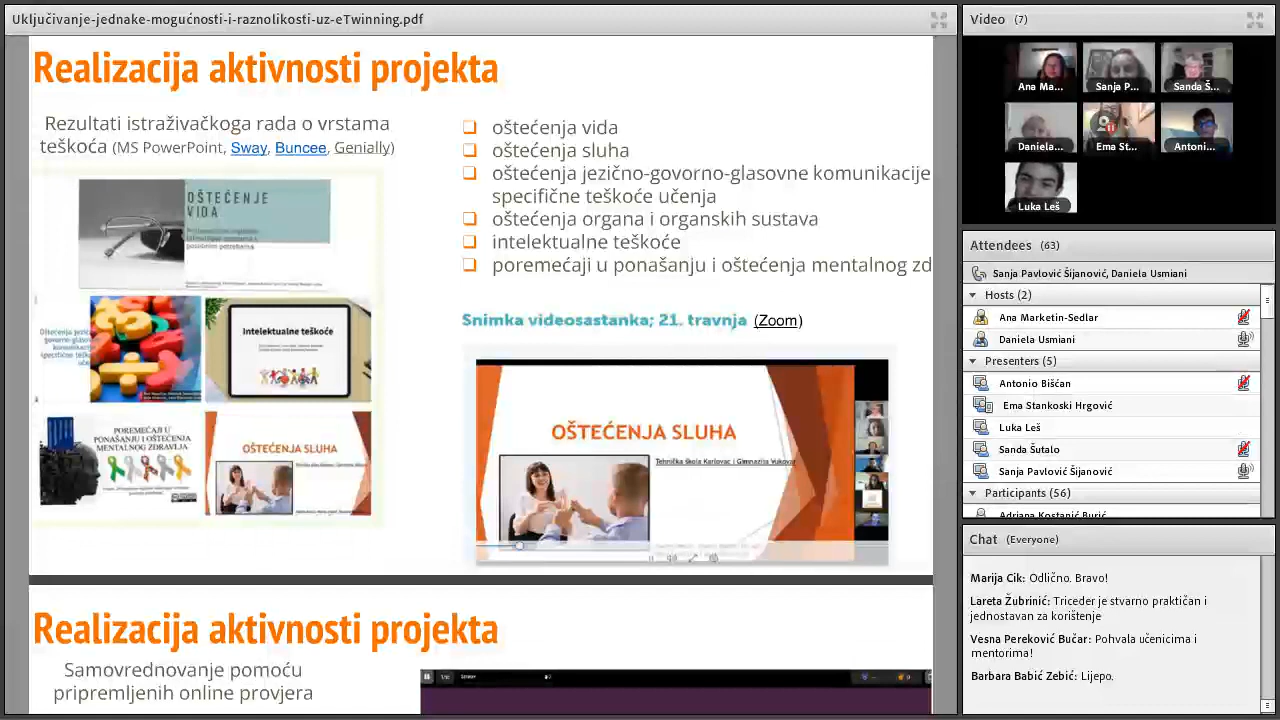 Uključivanje-jednake-mogućnosti-i-raznolikosti-uz-eTwinning.pdf
Realizacija aktivnosti projekta
Rezultati istraživačkoga rada o vrstama
teškoća (MS PowerPoint, Sway, Buncee, Genially)
OŠTEĆENJE
VIDA
Intelektualne teškoće
POREMEĆAJI U
PONAŠANJU I OŠTEĆENJA
MENTALNOG ZDRAVLJA
OŠTEĆENJA SLUHA
oštećenja vida
oštećenja sluha
oštećenja jezično-govorno-glasovne komunikacije
specifične teškoće učenja
oštećenja organa i organskih sustava
intelektualne teškoće
poremećaji u ponašanju i oštećenja mentalnog zd
Snimka videosastanka; 21. travnja (Zoom)
OŠTEĆENJA SLUHA
Tehnička škola Karlovac i Gimnazija Vukovar
Realizacija aktivnosti projekta
Samovrednovanje pomoću
pripremljenih online provjera
Video (7)
Ana Ma...
Sanja P...
Sanda Š...
Daniela...
Ema St...
Antoni...
Luka Leš
Attendees (63)
Sanja Pavlović Šijanović, Daniela Usmiani
Hosts (2)
Ana Marketin-Sedlar
Daniela Usmiani
Presenters (5)
Antonio Bišćan
Ema Stankoski Hrgović
Luka Leš
Sanda Šutalo
Sanja Pavlović Šijanović
Participants (56)
Adriana Kostanić Burić
Chat (Everyone)
Marija Cik: Odlično. Bravo!
Lareta Žubrinić: Triceder je stvarno praktičan i
jednostavan za korištenje
Vesna Pereković Bučar: Pohvala učenicima i
mentorima!
Barbara Babić Zebić: Lijepo.